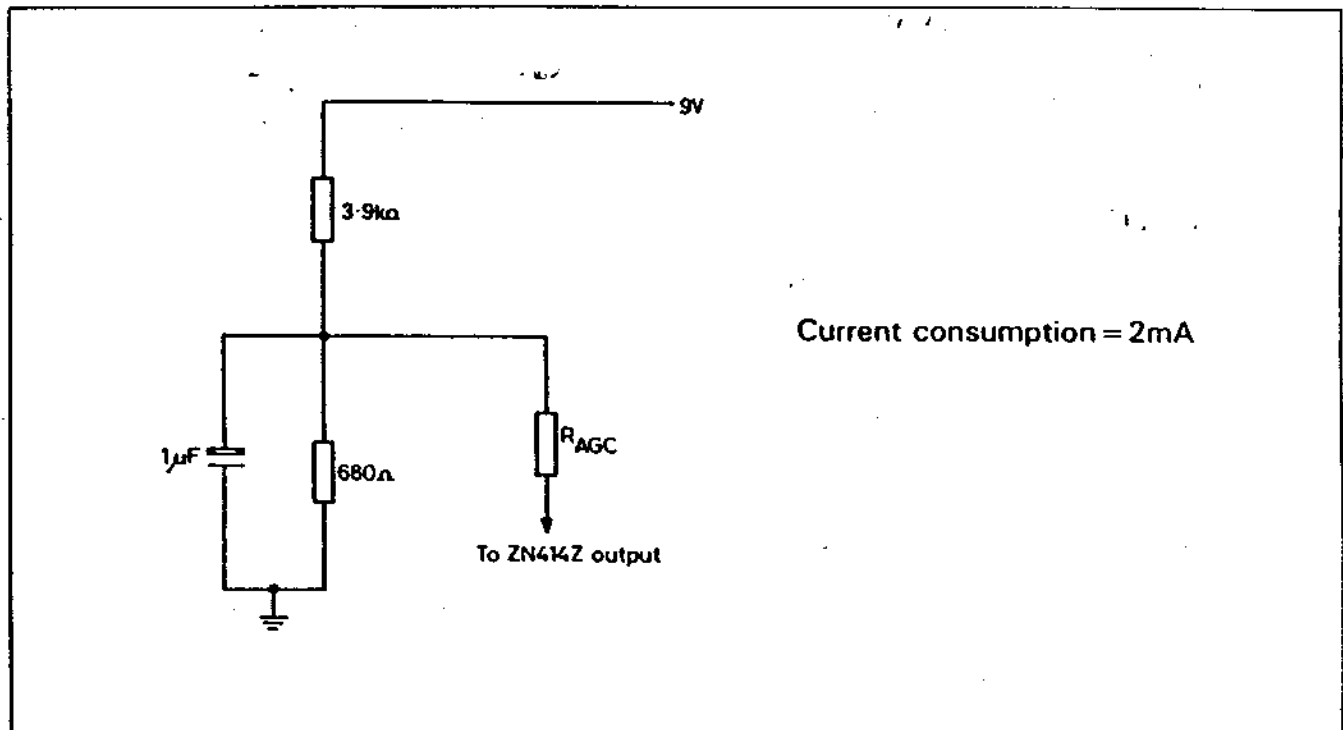 9V
3·9kΩ
Current consumption = 2mA
RAGC
1µF
680Ω
To ZN414Z output